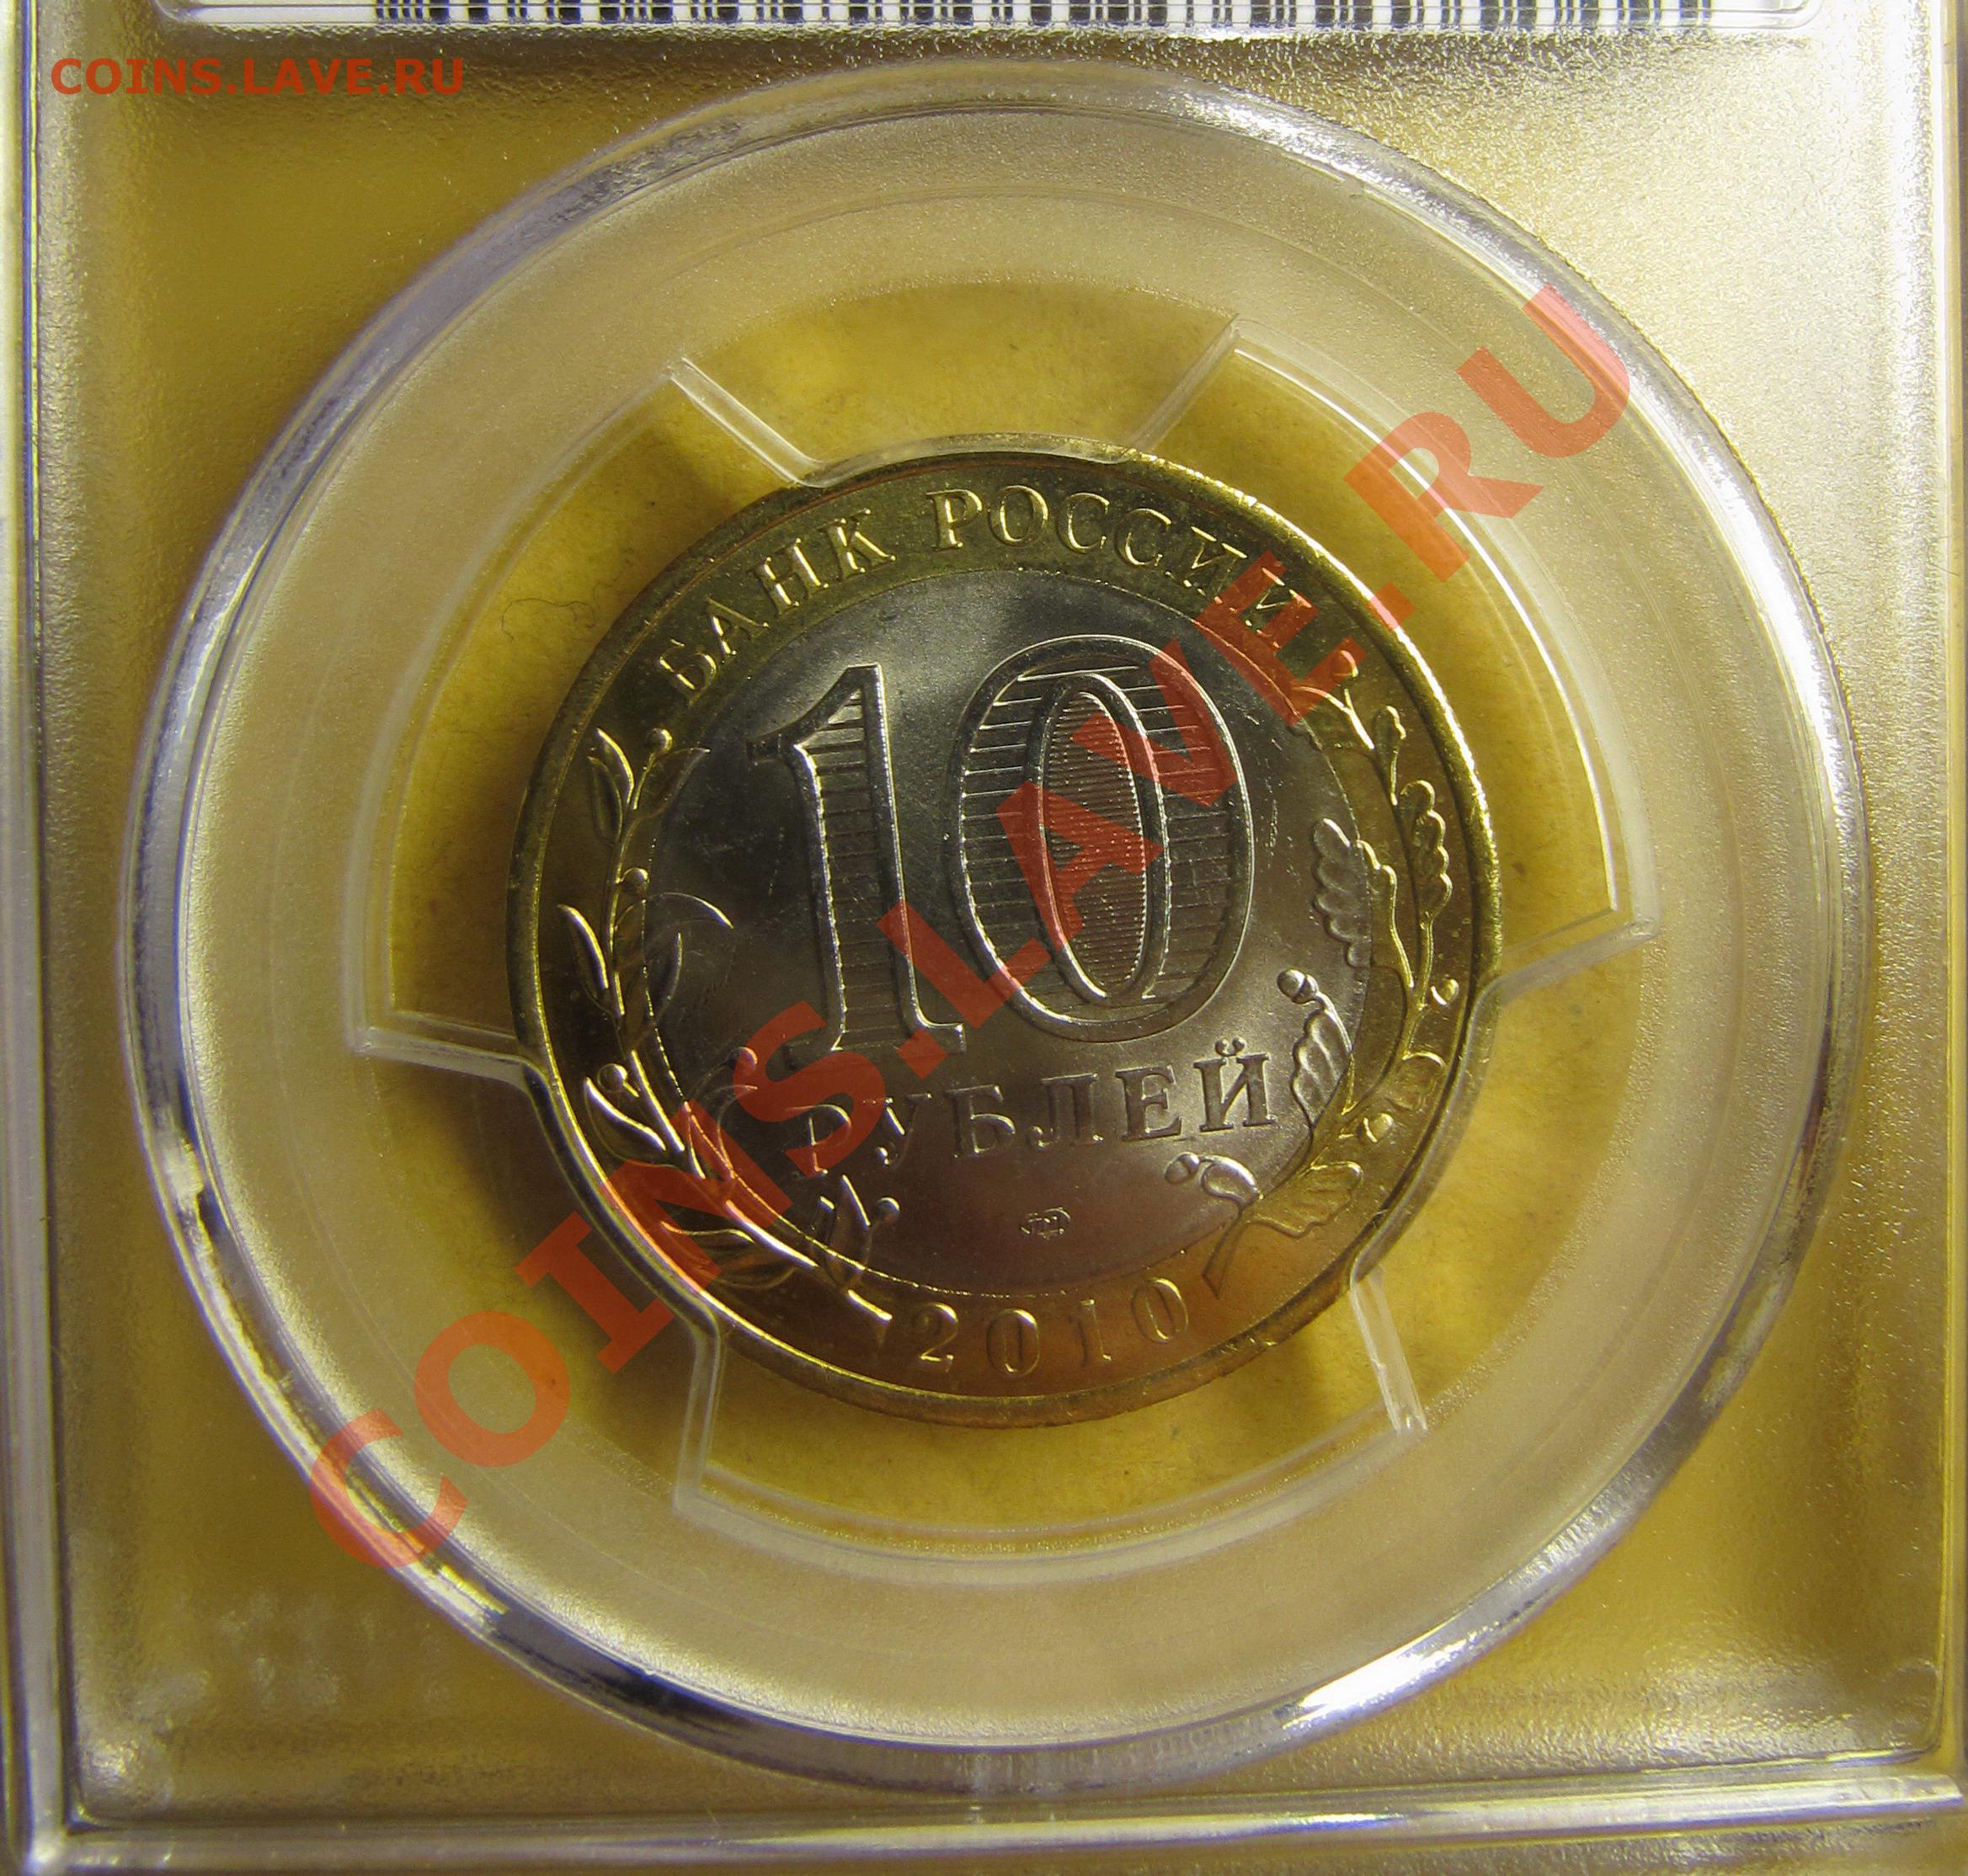 COINS.LAVE.RU
БАНК РОССИИ
10
РУБЛЕЙ
2010
COINS.LAVE.RU